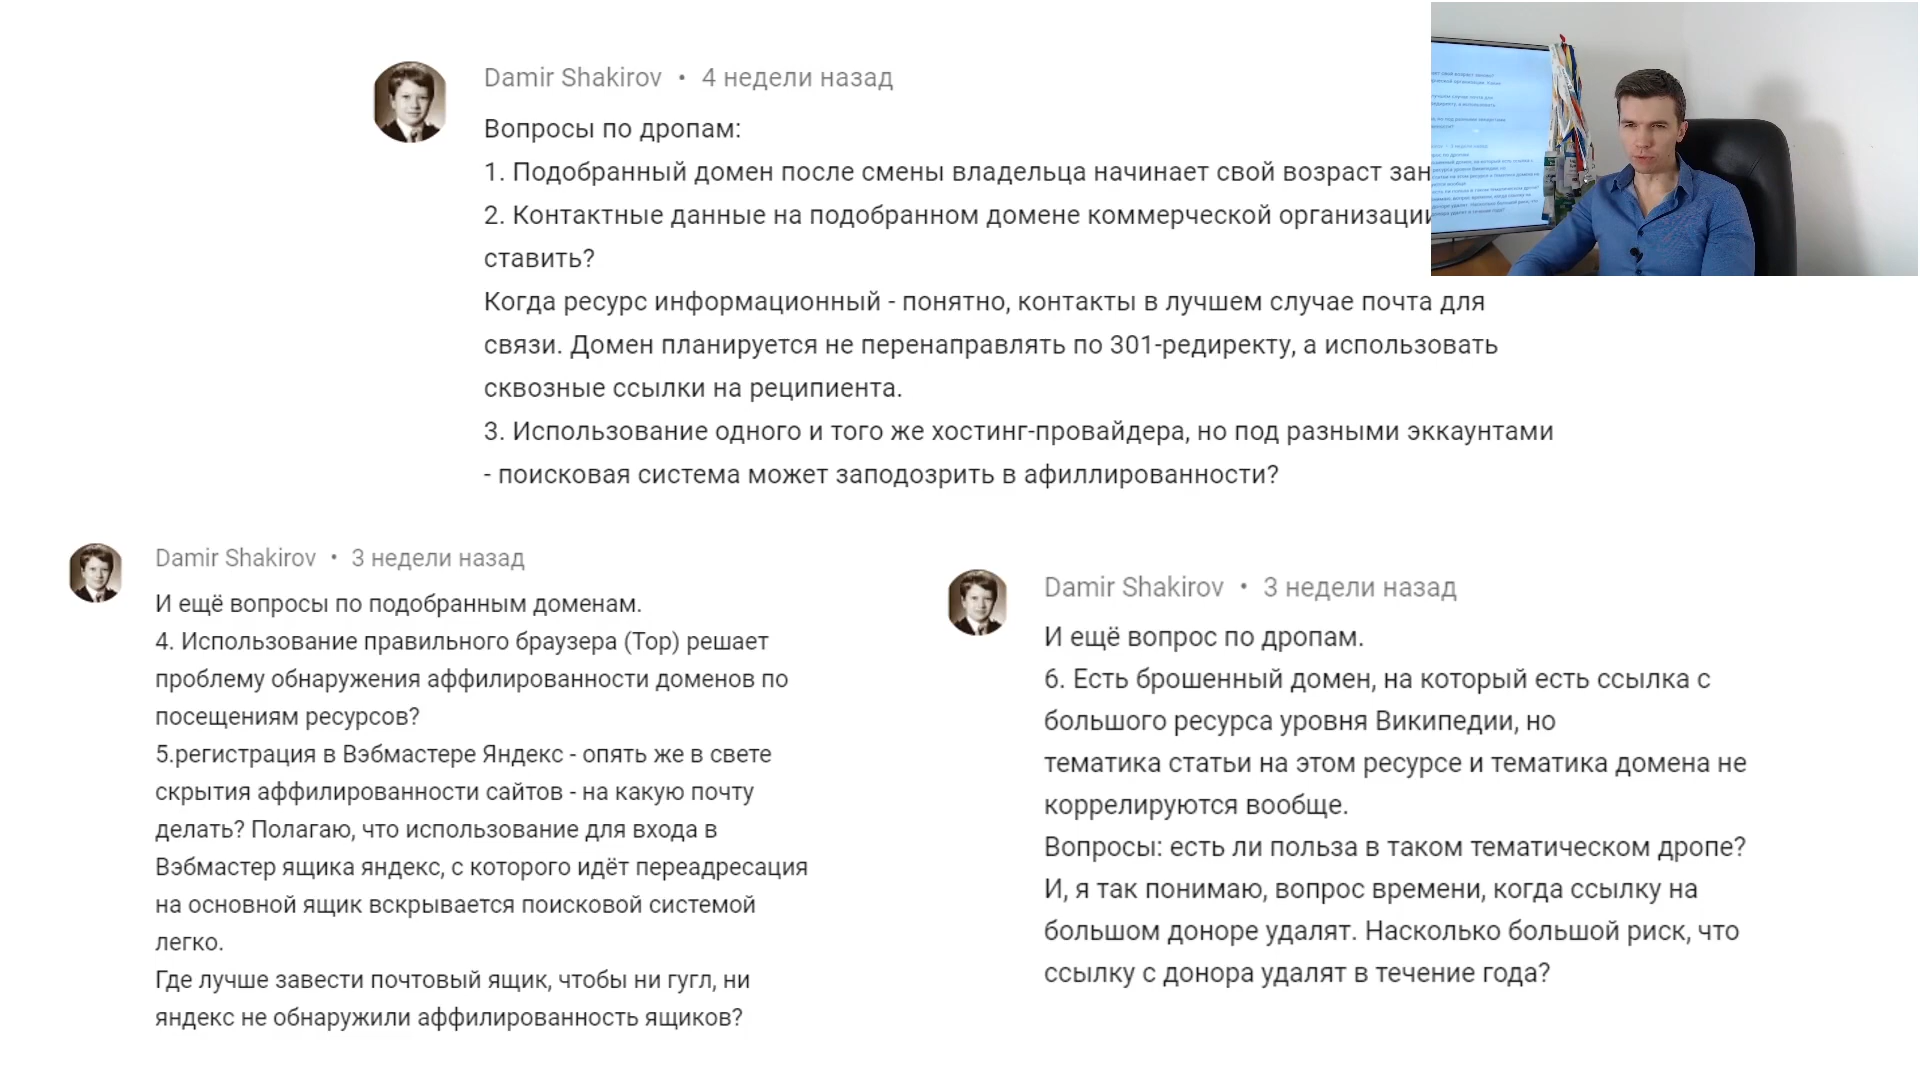 Damir Shakirov • 4 недели назад
Вопросы по дропам:
1. Подобранный домен после смены владельца начинает свой возраст
2. Контактные данные на подобранном домене коммерческой организации
ставить?
Когда ресурс информационный - понятно, контакты в лучшем случае почта для
связи. Домен планируется не перенаправлять по 301-редиректу, а использовать
сквозные ссылки на реципиента.
3. Использование одного и того же хостинг-провайдера, но под разными эккаунтами
- поисковая система может заподозрить в афиллированности?
Damir Shakirov • 3 недели назад
И ещё вопросы по подобранным доменам.
4. Использование правильного браузера (Тор) решает
проблему обнаружения аффилированности доменов по
посещениям ресурсов?
5.регистрация в Вэбмастере Яндекс - опять же в свете
скрытия аффилированности сайтов - на какую почту
делать? Полагаю, что использование для входа в
Вэбмастер ящика яндекс, с которого идёт переадресация
на основной ящик вскрывается поисковой системой
легко.
Где лучше завести почтовый ящик, чтобы ни гугл, ни
яндекс не обнаружили аффилированность ящиков?
Damir Shakirov • 3 недели назад
И ещё вопрос по дропам.
6. Есть брошенный домен, на который есть ссылка с
большого ресурса уровня Википедии, но
тематика статьи на этом ресурсе и тематика домена не
коррелируются вообще.
Вопросы: есть ли польза в таком тематическом дропе?
И, я так понимаю, вопрос времени, когда ссылку на
большом доноре удалят. Насколько большой риск, что
ссылку с донора удалят в течение года?